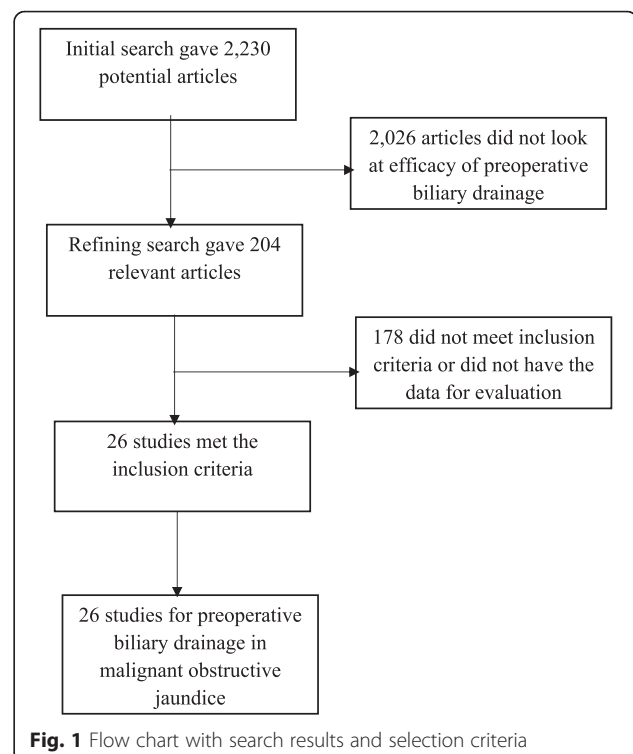 Initial search gave 2,230
potential articles
2,026 articles did not look
at efficacy of preoperative
biliary drainage
Refining search gave 204
relevant articles
178 did not meet inclusion
criteria or did not have the
data for evaluation
26 studies met the
inclusion criteria
26 studies for preoperative
biliary drainage in
malignant obstructive
jaundice
Fig. 1 Flow chart with search results and selection criteria